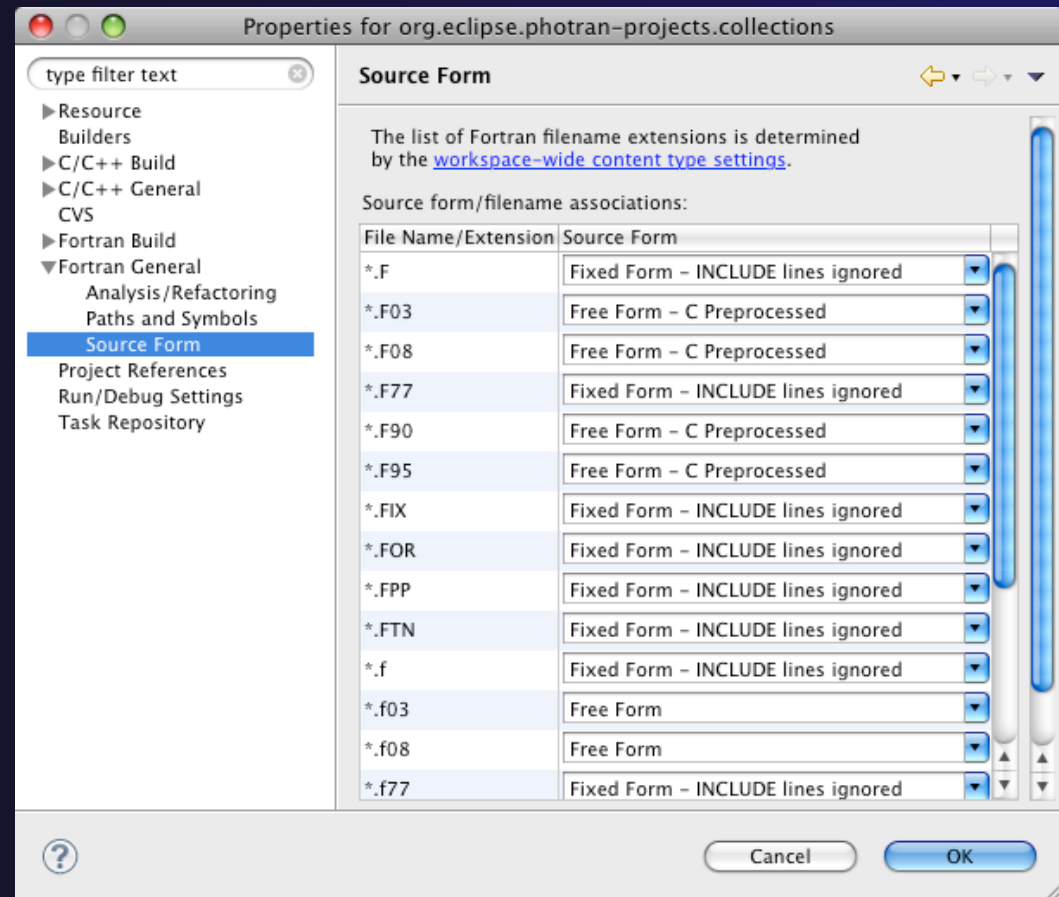 Properties for org.eclipse.photran-projects.collections
type filter text
Resource
Builders
C/C++ Build
C/C++ General
CVS
Fortran Build
Fortran General
Analysis/Refactoring
Paths and Symbols
Source Form
Project References
Run/Debug Settings
Task Repository
Source Form
The list of Fortran filename extensions is determined
by the workspace-wide content type settings.
Source form/filename associations:
File Name/Extension Source Form
*.F Fixed Form – INCLUDE lines ignored
*.F03 Free Form – C Preprocessed
*.F08 Free Form – C Preprocessed
*.F77 Fixed Form – INCLUDE lines ignored
*.F90 Free Form – C Preprocessed
*.F95 Free Form – C Preprocessed
*.FIX Fixed Form – INCLUDE lines ignored
*.FOR Fixed Form – INCLUDE lines ignored
*.FPP Fixed Form – INCLUDE lines ignored
*.FTN Fixed Form – INCLUDE lines ignored
*.f Fixed Form – INCLUDE lines ignored
*.f03 Free Form
*.f08 Free Form
*.f77 Fixed Form – INCLUDE lines ignored
?
Cancel
OK